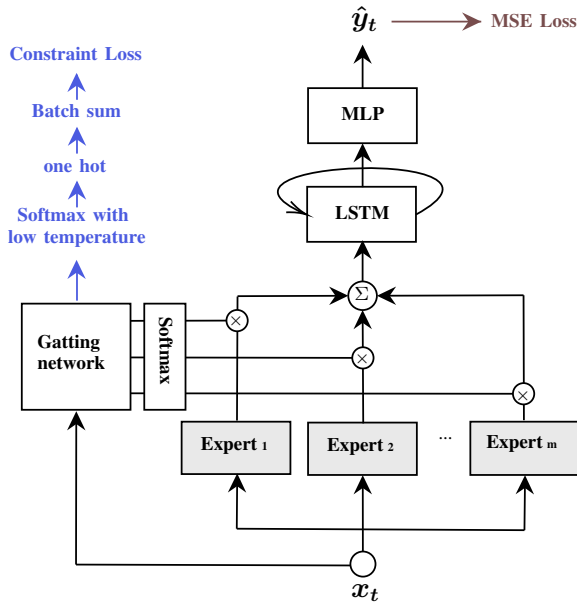 ŷₜ
MSE Loss
Constraint Loss
Batch sum
MLP
one hot
LSTM
Softmax with
low temperature
Σ
×
Softmax
Gatting
network
×
×
Expert 1
Expert 2
...
Expert m
xₜ